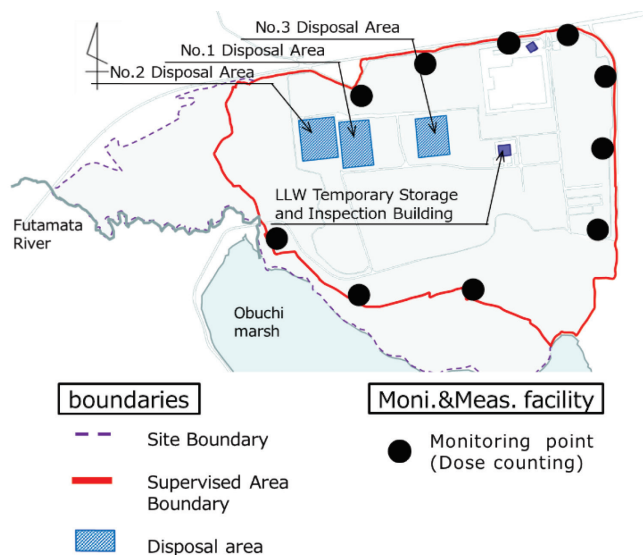 No.3 Disposal Area
No.1 Disposal Area
No.2 Disposal Area
LLW Temporary Storage
and Inspection Building
Futamata
River
Obuchi
marsh
boundaries
Site Boundary
Supervised Area
Boundary
Disposal area
Moni.&Meas. facility
Monitoring point
(Dose counting)